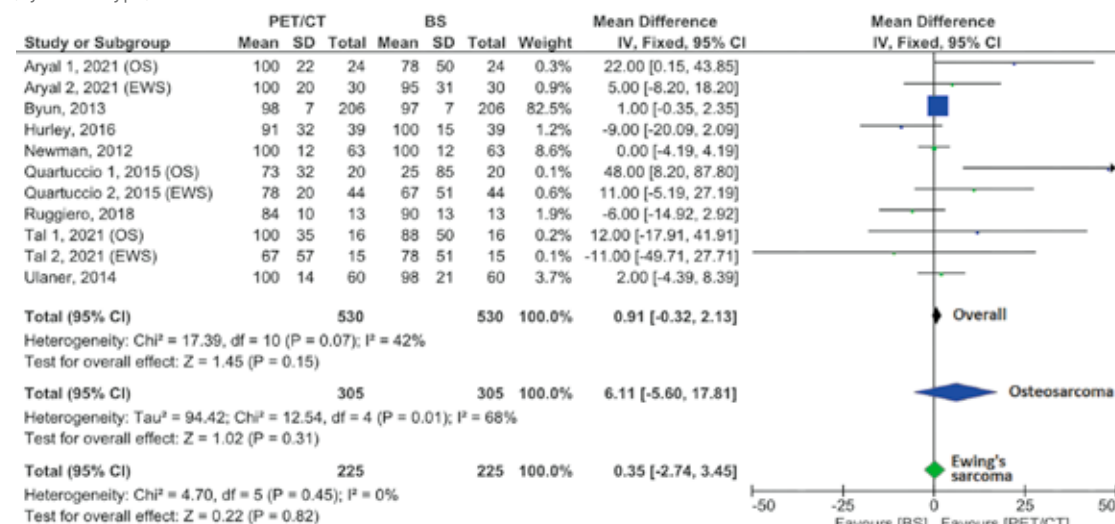 PET/CT BS Mean Difference Mean Difference
Study or Subgroup Mean SD Total Mean SD Total Weight IV, Fixed, 95% CI IV, Fixed, 95% CI
Aryal 1, 2021 (OS) 100 22 24 78 50 24 0.3% 22.00 [0.15, 43.85]
Aryal 2, 2021 (EWS) 100 20 30 95 31 30 0.9% 5.00 [-8.20, 18.20]
Byun, 2013 98 7 206 97 7 206 82.5% 1.00 [-0.35, 2.35]
Hurley, 2016 91 32 39 100 15 39 1.2% -9.00 [-20.09, 2.09]
Newman, 2012 100 12 63 100 12 63 8.6% 0.00 [-4.19, 4.19]
Quartuccio 1, 2015 (OS) 73 32 20 25 85 20 0.1% 48.00 [8.20, 87.80]
Quartuccio 2, 2015 (EWS) 78 20 44 67 51 44 0.6% 11.00 [-5.19, 27.19]
Ruggiero, 2018 84 10 13 90 13 13 1.9% -6.00 [-14.92, 2.92]
Tal 1, 2021 (OS) 100 35 16 88 50 16 0.2% 12.00 [-17.91, 41.91]
Tal 2, 2021 (EWS) 67 57 15 78 51 15 0.1% -11.00 [-49.71, 27.71]
Ulaner, 2014 100 14 60 98 21 60 3.7% 2.00 [-4.39, 8.39]
Total (95% CI) 530 530 100.0% 0.91 [-0.32, 2.13] Overall
Heterogeneity: Chi² = 17.39, df = 10 (P = 0.07); I² = 42%
Test for overall effect: Z = 1.45 (P = 0.15)
Total (95% CI) 305 305 100.0% 6.11 [-5.60, 17.81] Osteosarcoma
Heterogeneity: Tau² = 94.42; Chi² = 12.54, df = 4 (P = 0.01); I² = 68%
Test for overall effect: Z = 1.02 (P = 0.31)
Total (95% CI) 225 225 100.0% 0.35 [-2.74, 3.45] Ewing's
sarcoma
Heterogeneity: Chi² = 4.70, df = 5 (P = 0.45); I² = 0%
Test for overall effect: Z = 0.22 (P = 0.82)
-50 -25 0 25 50
Favours [BS] Favours [PET/CT]